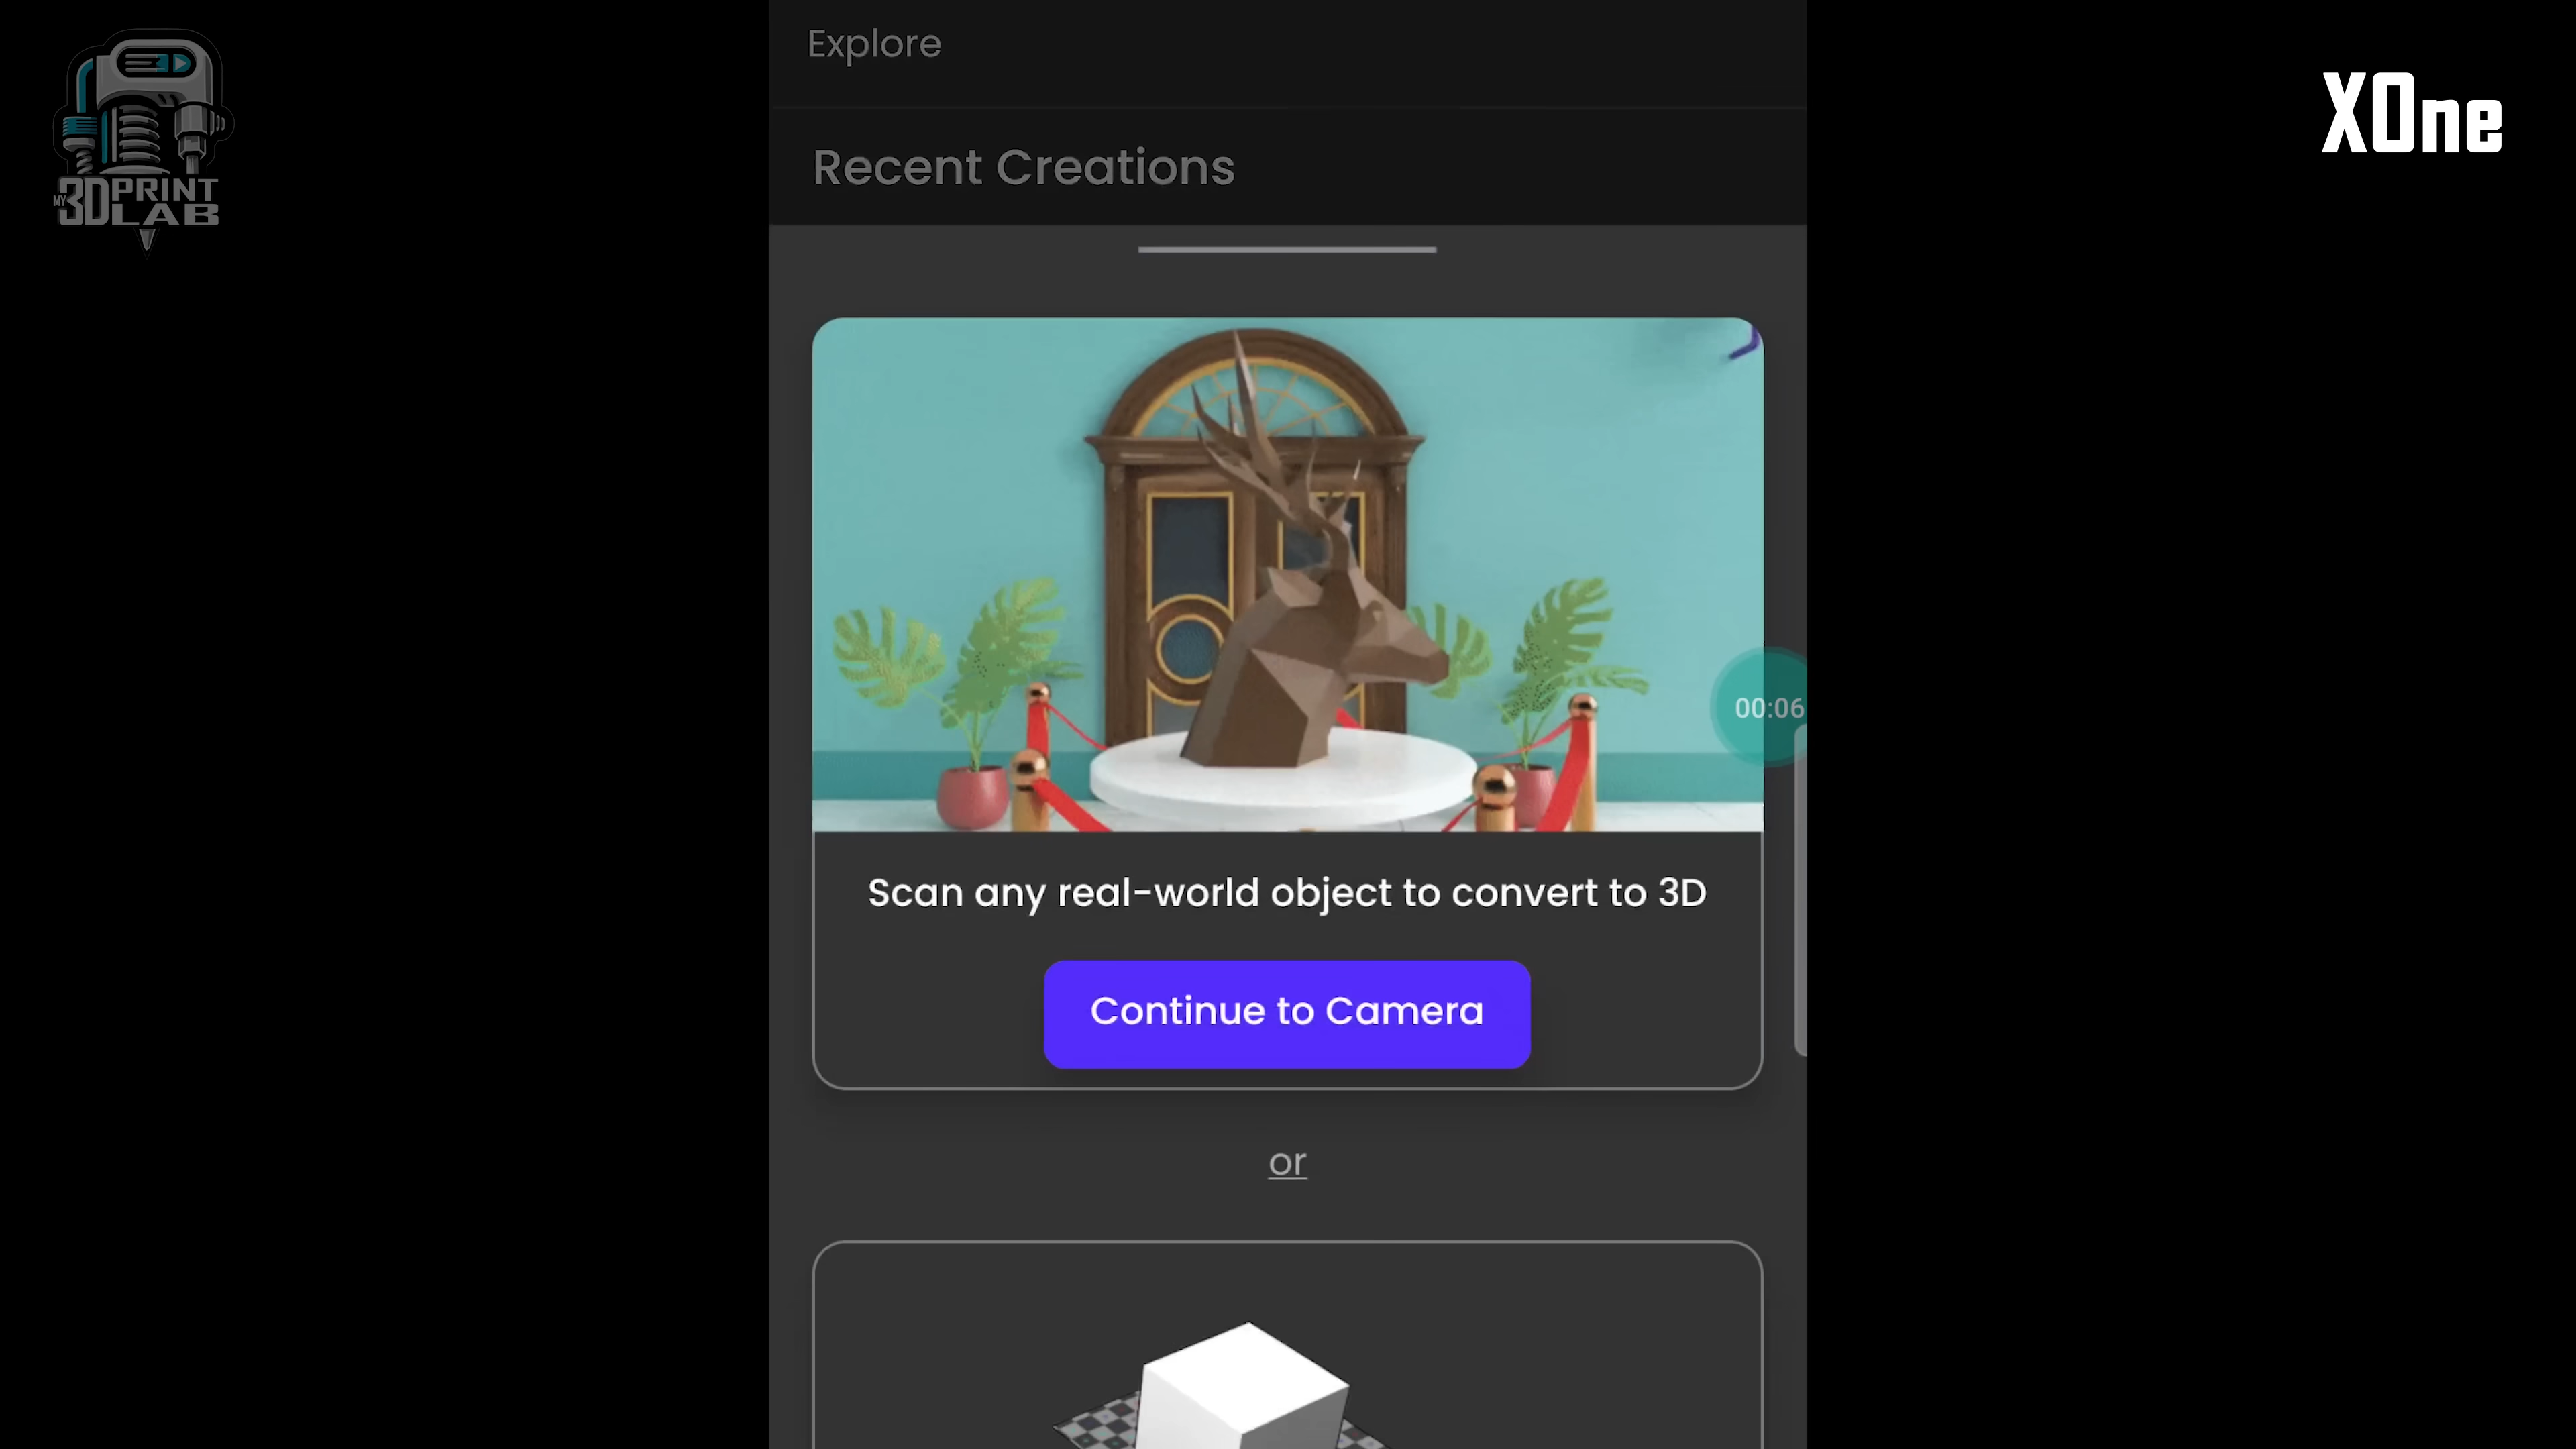 MY
3D PRINT
LAB
XOne
Explore
Recent Creations
00:06
Scan any real-world object to convert to 3D
Continue to Camera
or